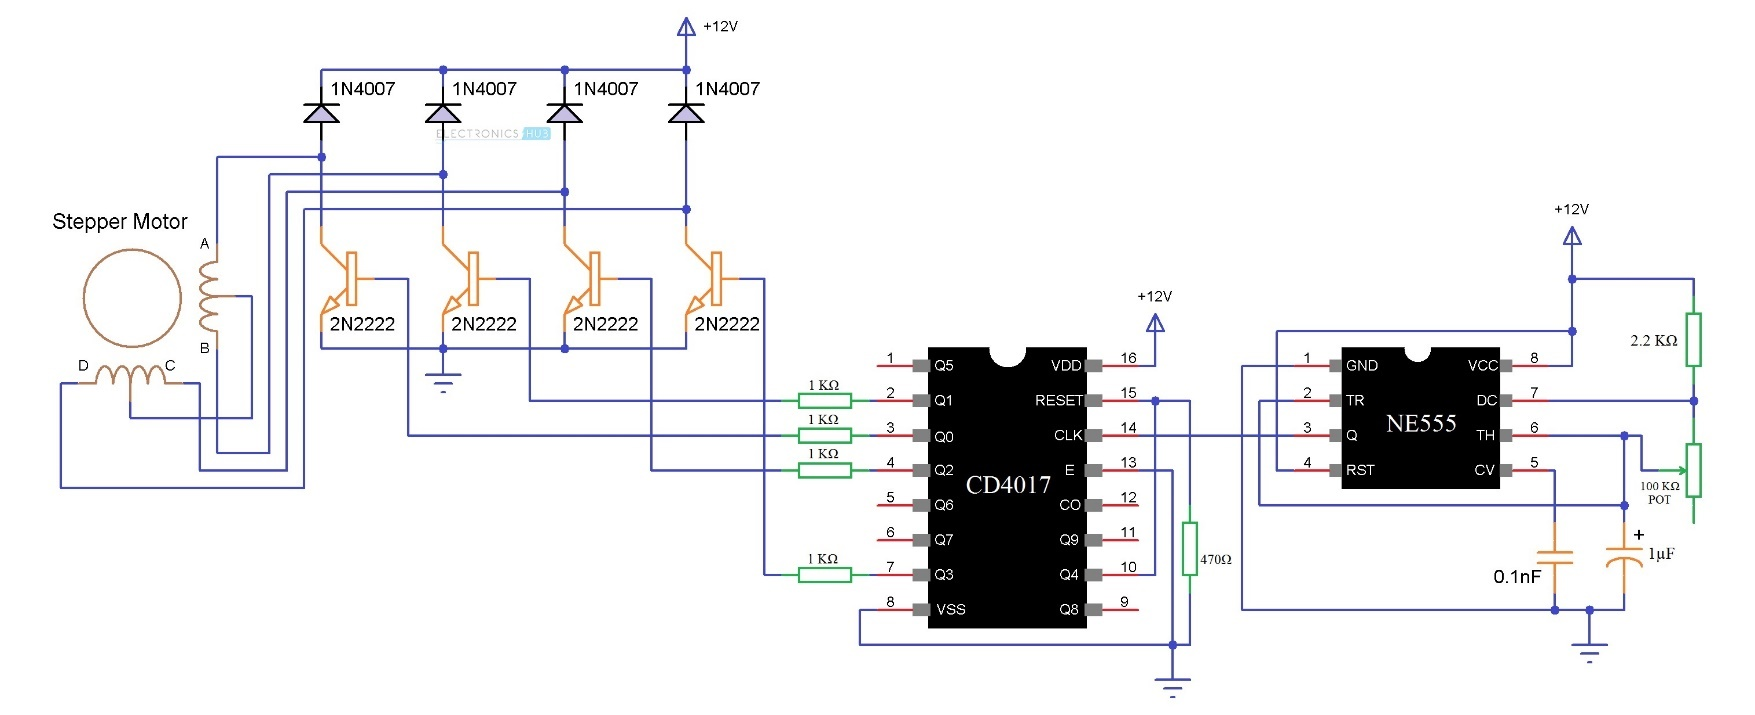 +12V
1N4007 1N4007 1N4007 1N4007
ELECTRONICS HUB
Stepper Motor
A
B
D C
2N2222 2N2222 2N2222 2N2222
+12V
1 KΩ
1 KΩ
1 KΩ
1 KΩ
CD4017
1 Q5 VDD 16
2 Q1 RESET 15
3 Q0 CLK 14
4 Q2 E 13
5 Q6 CO 12
6 Q7 Q9 11
7 Q3 Q4 10
8 VSS Q8 9
470Ω
+12V
2.2 KΩ
NE555
1 GND VCC 8
2 TR DC 7
3 Q TH 6
4 RST CV 5
100 KΩ
POT
0.1nF
+
1µF